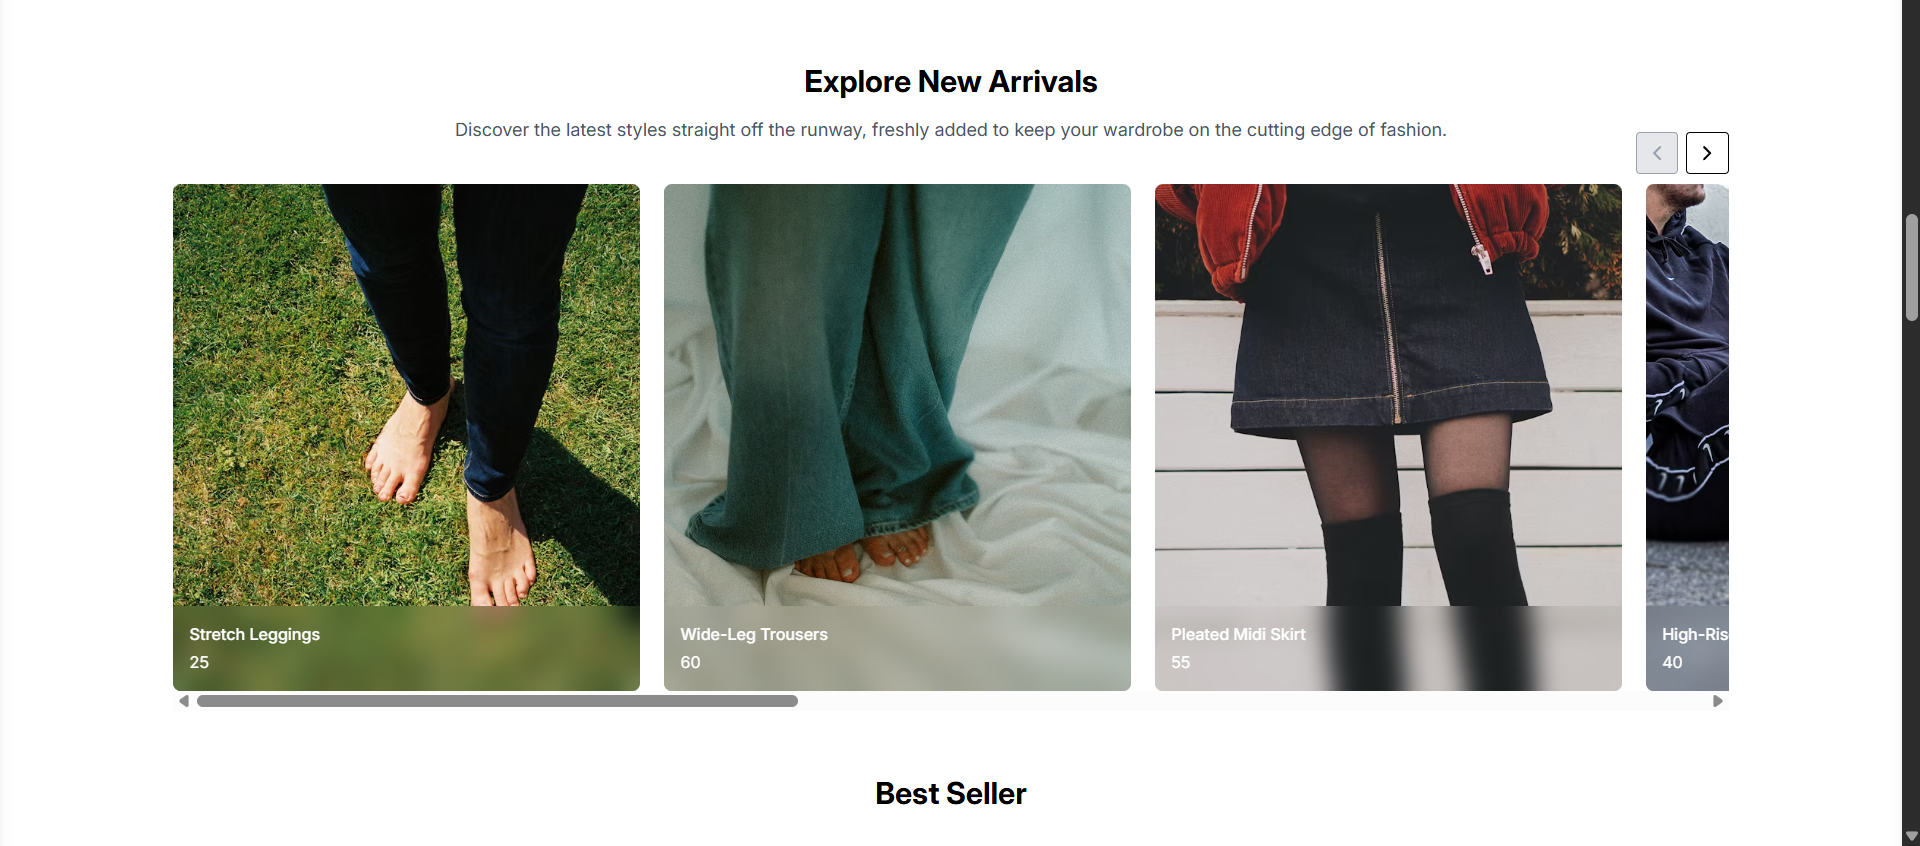 Explore New Arrivals
Discover the latest styles straight off the runway, freshly added to keep your wardrobe on the cutting edge of fashion.
Stretch Leggings
25
Wide-Leg Trousers
60
Pleated Midi Skirt
55
High-Ris
40
Best Seller